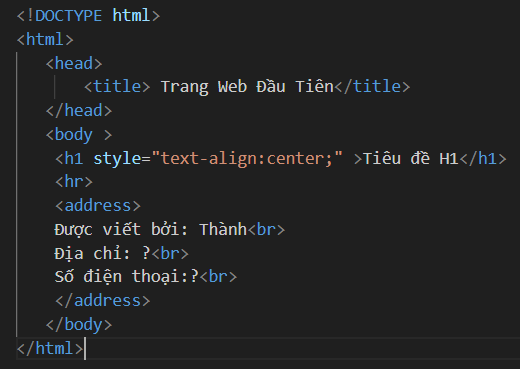 <!DOCTYPE html>
<html>
<head>
<title> Trang Web Đầu Tiên</title>
</head>
<body >
<h1 style="text-align:center;" >Tiêu đề H1</h1>
<hr>
<address>
Được viết bởi: Thành<br>
Địa chỉ: ?<br>
Số điện thoại:?<br>
</address>
</body>
</html>